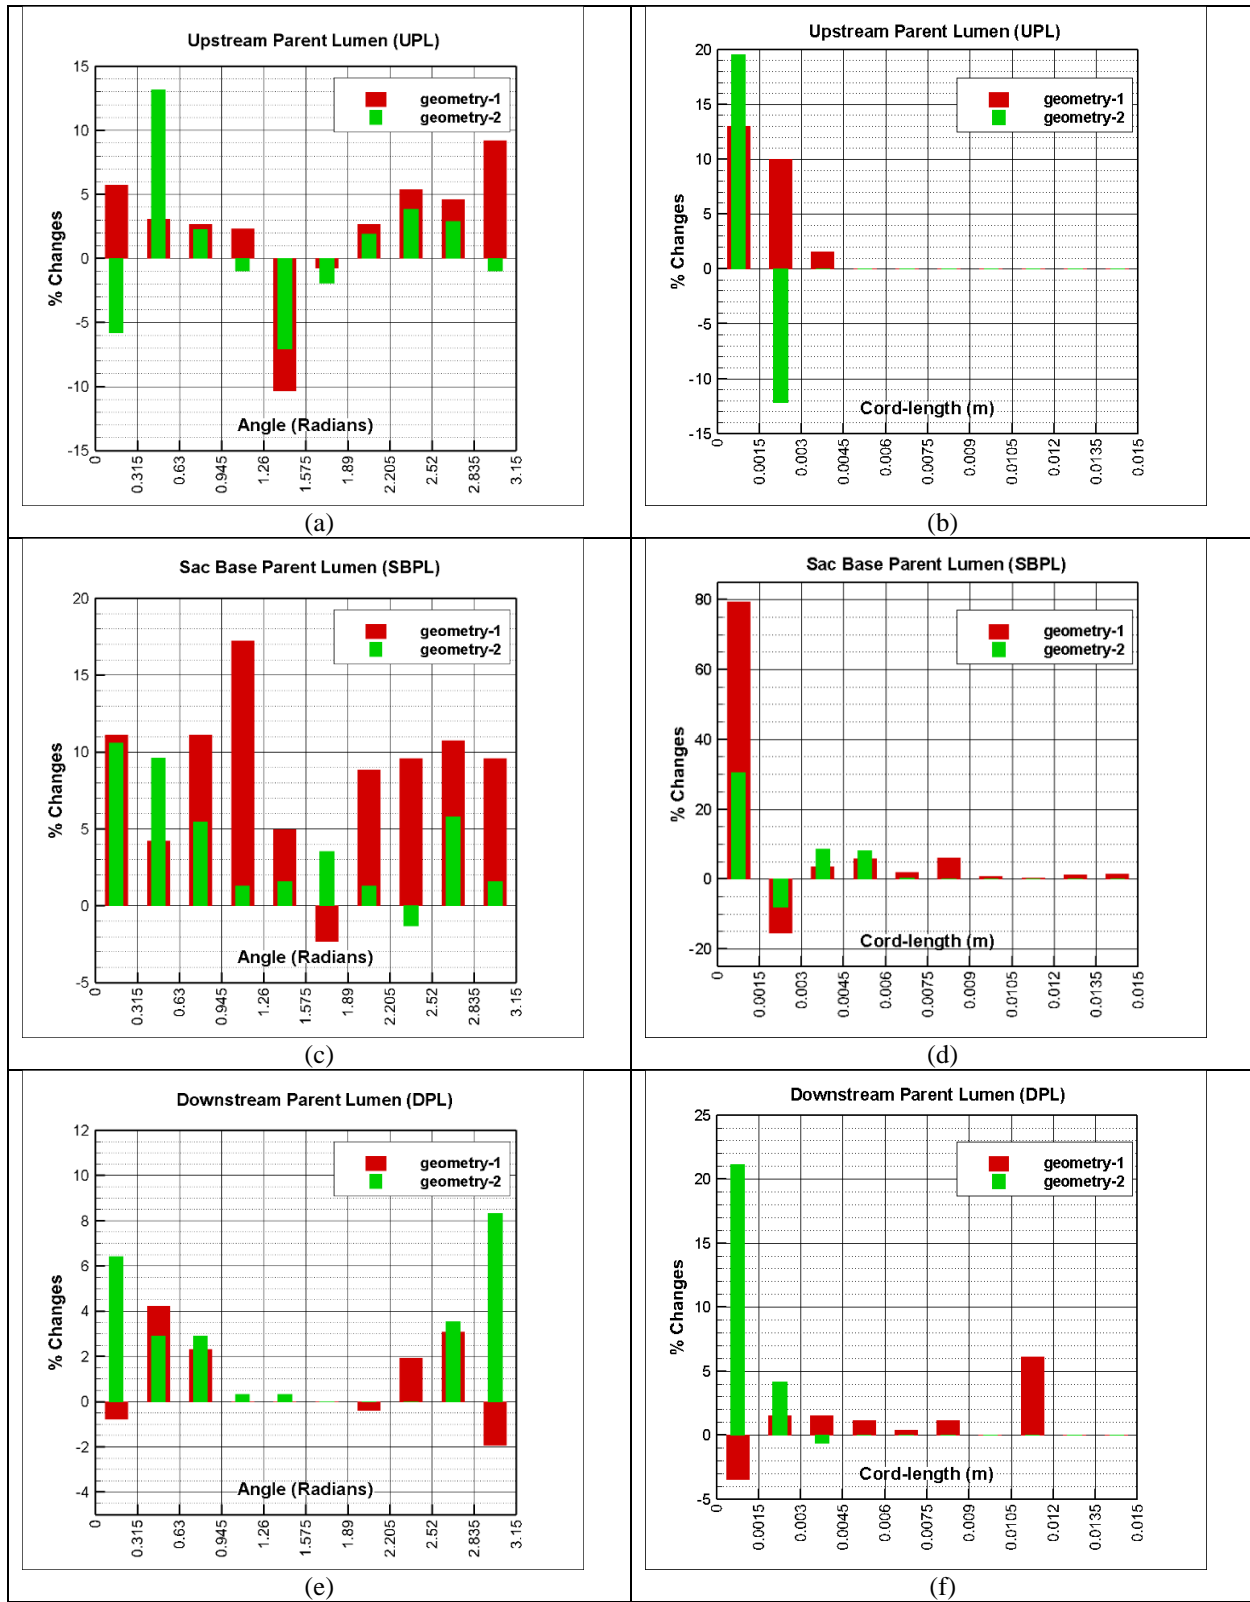 Upstream Parent Lumen (UPL)
15
10
5
0
-5
-10
-15
% Changes
geometry-1
geometry-2
Angle (Radians)
0 0.315 0.63 0.945 1.26 1.575 1.89 2.205 2.52 2.835 3.15
(a)
Upstream Parent Lumen (UPL)
20
15
10
5
0
-5
-10
-15
% Changes
geometry-1
geometry-2
Cord-length (m)
0 0.0015 0.003 0.0045 0.006 0.0075 0.009 0.0105 0.012 0.0135 0.015
(b)
Sac Base Parent Lumen (SBPL)
20
15
10
5
0
-5
% Changes
geometry-1
geometry-2
Angle (Radians)
0 0.315 0.63 0.945 1.26 1.575 1.89 2.205 2.52 2.835 3.15
(c)
Sac Base Parent Lumen (SBPL)
80
60
40
20
0
-20
% Changes
geometry-1
geometry-2
Cord-length (m)
0 0.0015 0.003 0.0045 0.006 0.0075 0.009 0.0105 0.012 0.0135 0.015
(d)
Downstream Parent Lumen (DPL)
12
10
8
6
4
2
0
-2
-4
% Changes
geometry-1
geometry-2
Angle (Radians)
0 0.315 0.63 0.945 1.26 1.575 1.89 2.205 2.52 2.835 3.15
(e)
Downstream Parent Lumen (DPL)
25
20
15
10
5
0
-5
% Changes
geometry-1
geometry-2
Cord-length (m)
0 0.0015 0.003 0.0045 0.006 0.0075 0.009 0.0105 0.012 0.0135 0.015
(f)